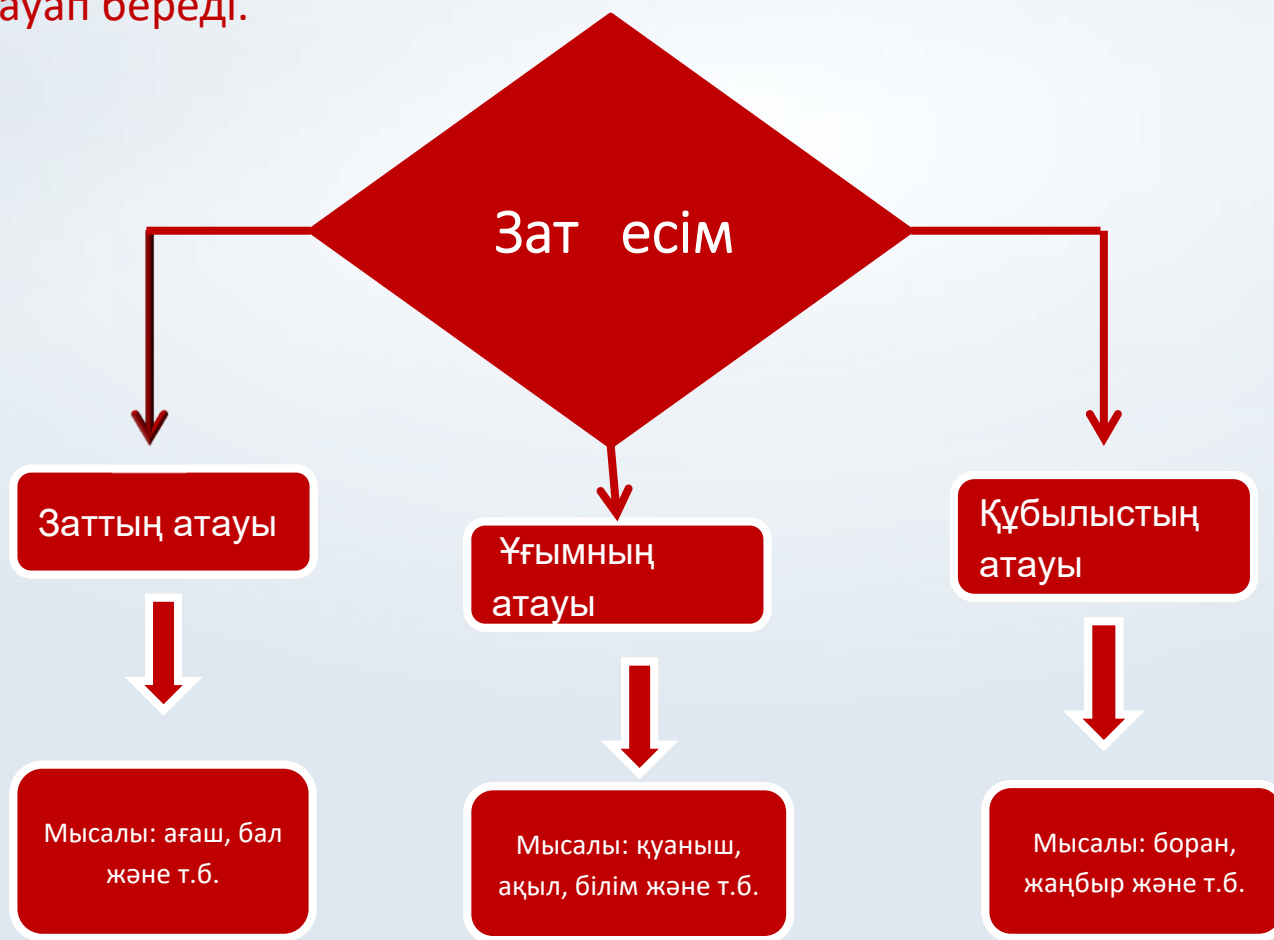 береді.
Зат есім
Заттың атауы
Ұғымның
атауы
Құбылыстың
атауы
Мысалы: ағаш, бал
және т.б.
Мысалы: қуаныш,
ақыл, білім және т.б.
Мысалы: боран,
жаңбыр және т.б.